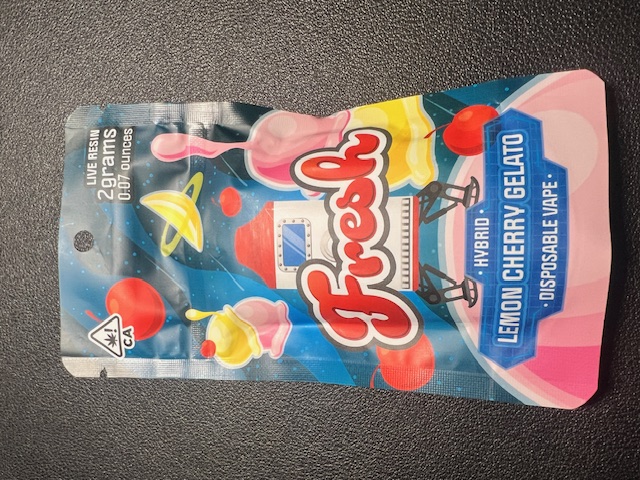 LIVE RESIN
2grams
0.07 ounces
!
CA
Fresh
· HYBRID ·
LEMON CHERRY GELATO
· DISPOSABLE VAPE ·